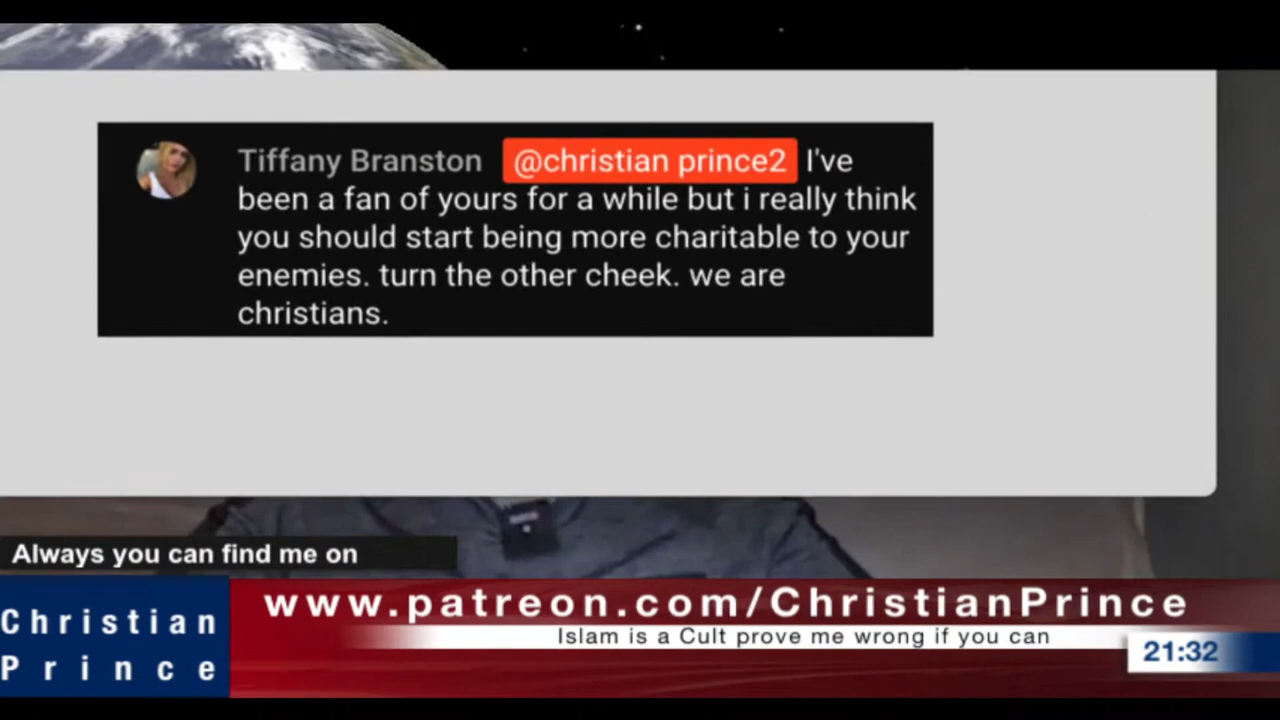 Tiffany Branston @christian prince2 I've
been a fan of yours for a while but i really think
you should start being more charitable to your
enemies. turn the other cheek. we are
christians.
Always you can find me on
Christian
Prince
www.patreon.com/ChristianPrince
Islam is a Cult prove me wrong if you can
21:32